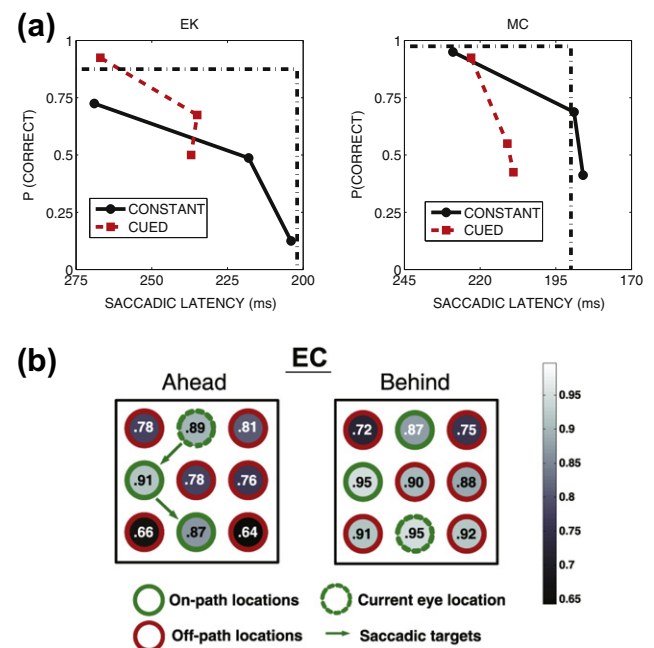 (a)
EK
MC
1
0.75
0.5
0.25
0
P (CORRECT)
CONSTANT
CUED
275 250 225 200
SACCADIC LATENCY (ms)
1
0.75
0.5
0.25
0
P(CORRECT)
CONSTANT
CUED
245 220 195 170
SACCADIC LATENCY (ms)
(b)
EC
Ahead
Behind
.78 .89 .81
.91 .78 .76
.66 .87 .64
.72 .87 .75
.95 .90 .88
.91 .95 .92
0.95
0.9
0.85
0.8
0.75
0.7
0.65
On-path locations
Current eye location
Off-path locations
Saccadic targets